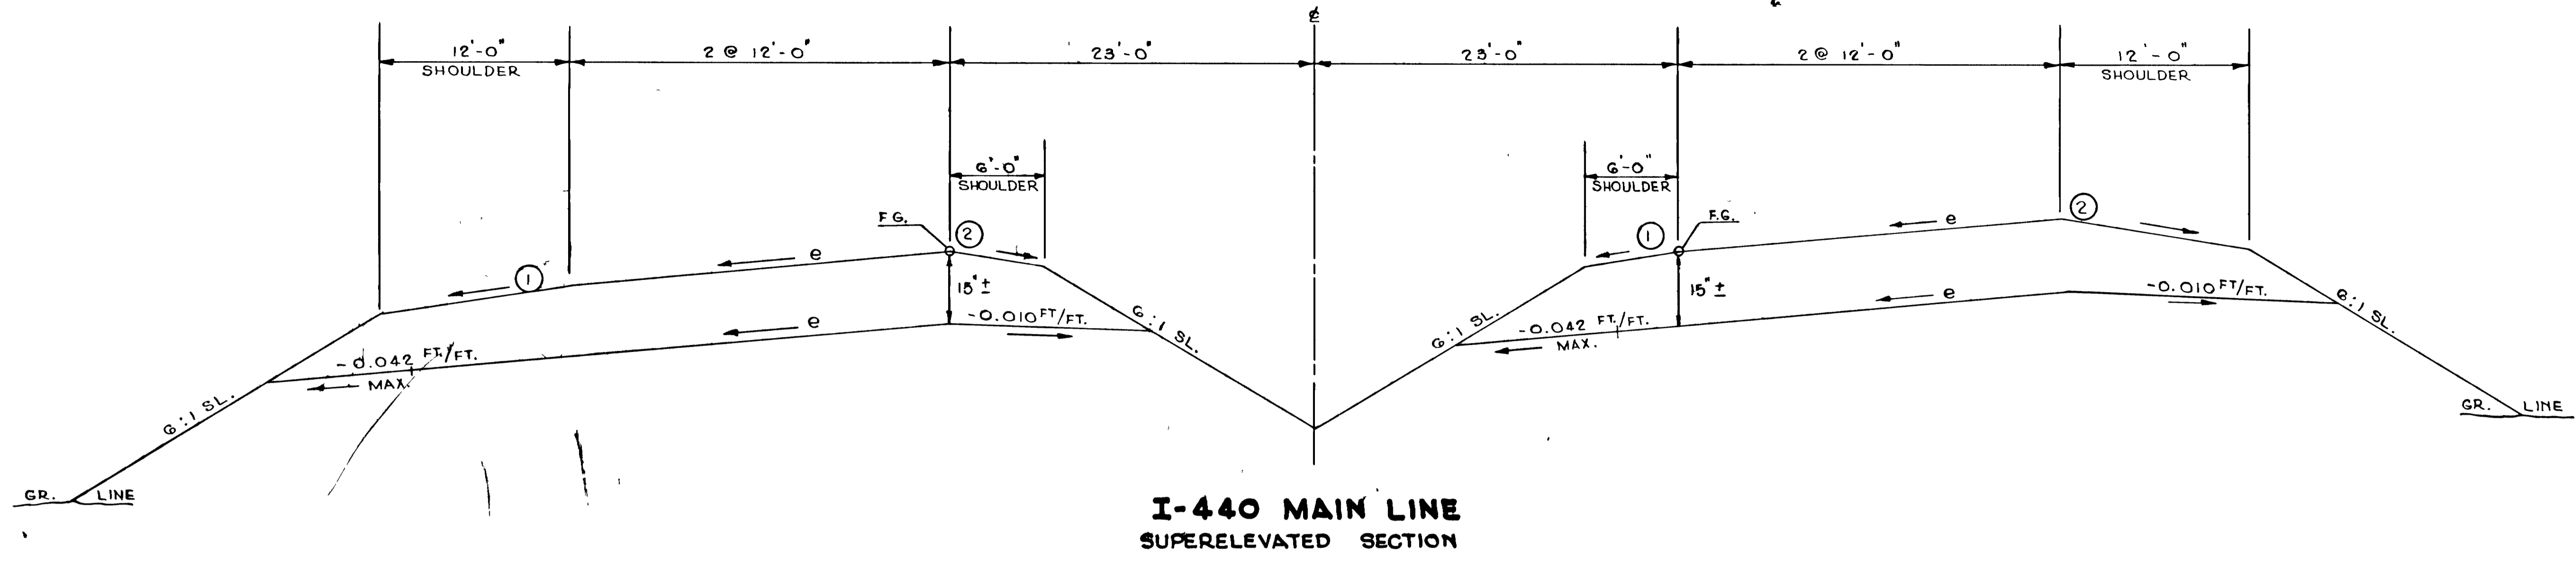 ℄
12'-0"
SHOULDER
2 @ 12'-0"
23'-0"
23'-0"
2 @ 12'-0"
12'-0"
SHOULDER
6'-0"
SHOULDER
6'-0"
SHOULDER
F.G.
2
1
F.G.
e
2
e
1
15"±
15"±
e
-0.010 FT/FT.
6:1 SL.
6:1 SL.
-0.042 FT./FT.
MAX.
e
-0.010 FT/FT.
6:1 SL.
-0.042 FT./FT.
MAX.
6:1 SL.
GR. LINE
GR. LINE
I-440 MAIN LINE
SUPERELEVATED SECTION